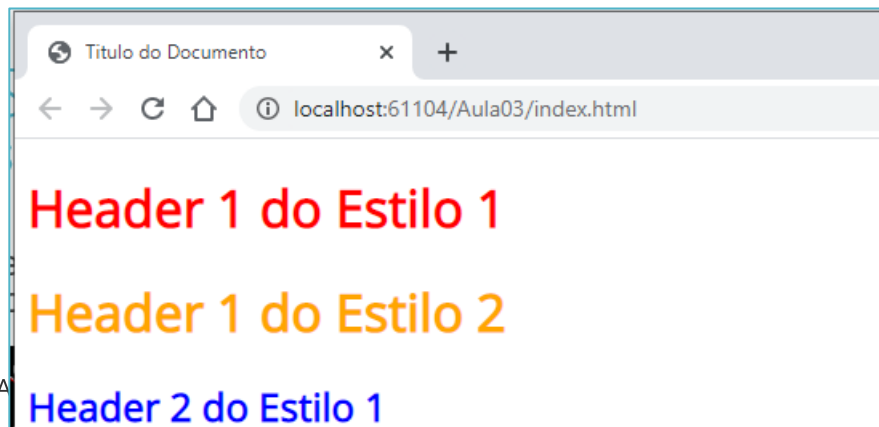 Titulo do Documento
localhost:61104/Aula03/index.html
Header 1 do Estilo 1
Header 1 do Estilo 2
Header 2 do Estilo 1